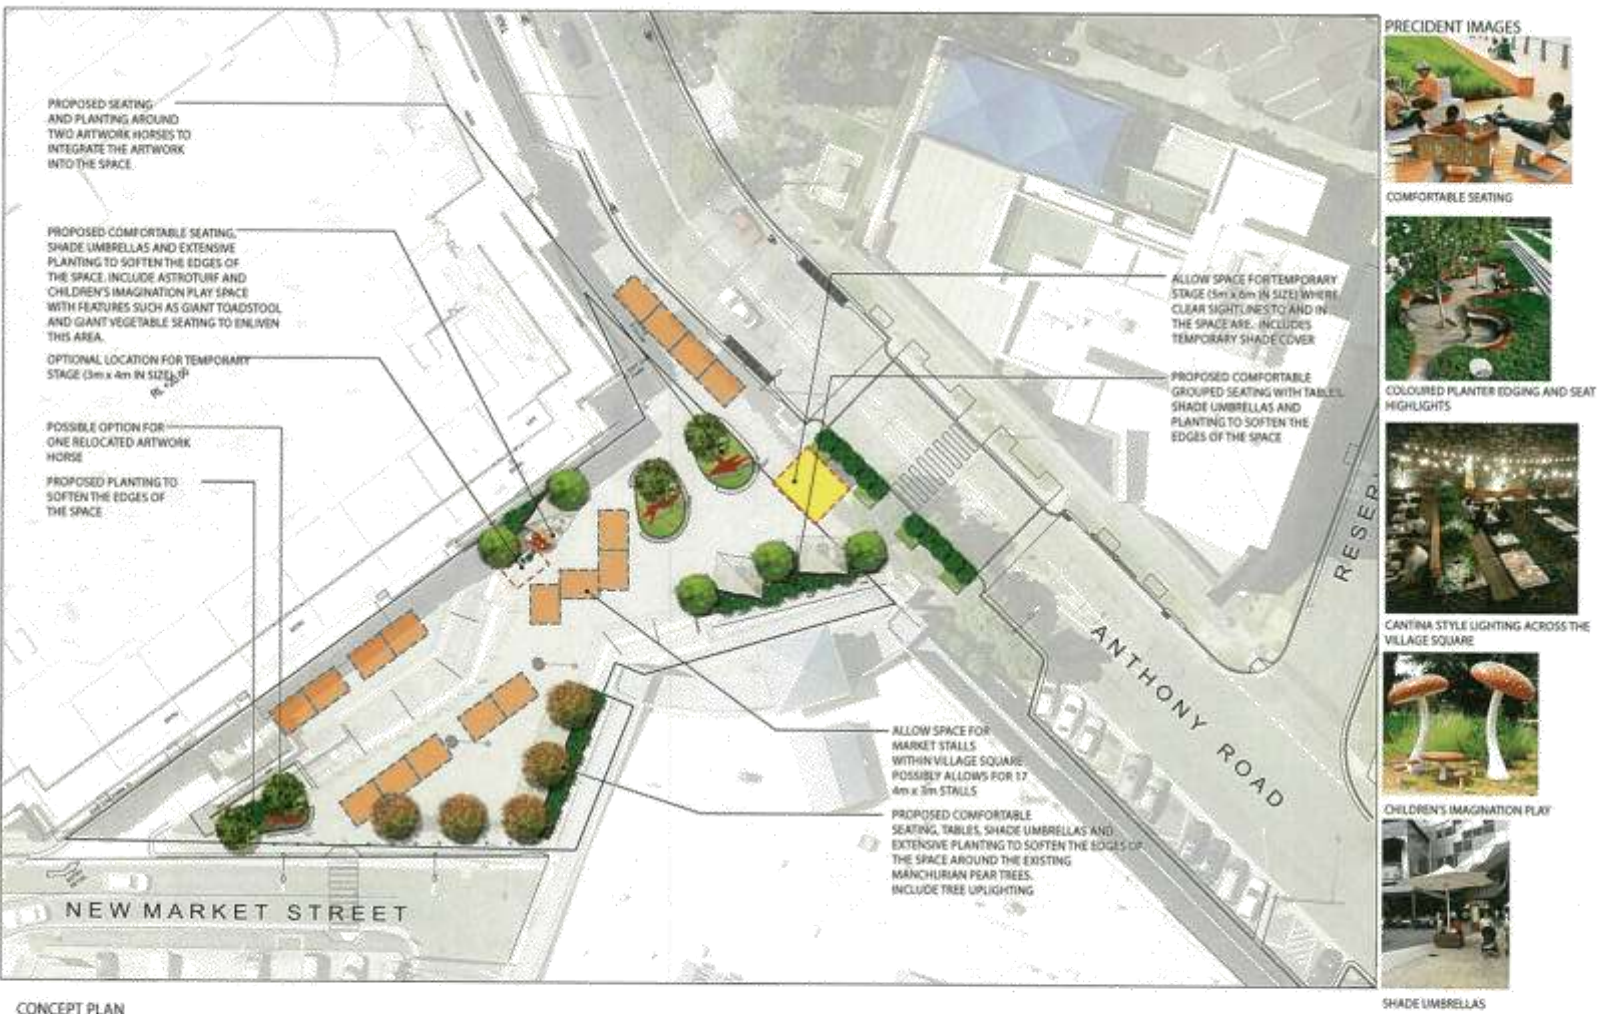 PROPOSED SEATING
AND PLANTING AROUND
TWO ARTWORK HORSES TO
INTEGRATE THE ARTWORK
INTO THE SPACE
PROPOSED COMFORTABLE SEATING,
SHADE UMBRELLAS AND EXTENSIVE
PLANTING TO SOFTEN THE EDGES OF
THE SPACE. INCLUDE ASTROTURF AND
CHILDREN'S IMAGINATION PLAY SPACE
WITH FEATURES SUCH AS GIANT TOADSTOOL
AND GIANT VEGETABLE SEATING TO ENLIVEN
THIS AREA.
OPTIONAL LOCATION FOR TEMPORARY
STAGE (3m x 4m IN SIZE)
POSSIBLE OPTION FOR
ONE RELOCATED ARTWORK
HORSE
PROPOSED PLANTING TO
SOFTEN THE EDGES OF
THE SPACE
ALLOW SPACE FOR TEMPORARY
STAGE (5m x 6m IN SIZE) WHERE
CLEAR SIGHTLINES TO AND IN
THE SPACE ARE. INCLUDES
TEMPORARY SHADE COVER
PROPOSED COMFORTABLE
GROUPED SEATING WITH TABLES,
SHADE UMBRELLAS AND
PLANTING TO SOFTEN THE
EDGES OF THE SPACE
ALLOW SPACE FOR
MARKET STALLS
WITHIN VILLAGE SQUARE
POSSIBLY ALLOWS FOR 17
4m x 3m STALLS
PROPOSED COMFORTABLE
SEATING, TABLES, SHADE UMBRELLAS AND
EXTENSIVE PLANTING TO SOFTEN THE EDGES OF
THE SPACE AROUND THE EXISTING
MANCHURIAN PEAR TREES.
INCLUDE TREE UPLIGHTING
ANTHONY ROAD
RESER
NEW MARKET STREET
CONCEPT PLAN
PRECIDENT IMAGES
COMFORTABLE SEATING
COLOURED PLANTER EDGING AND SEAT
HIGHLIGHTS
CANTINA STYLE LIGHTING ACROSS THE
VILLAGE SQUARE
CHILDREN'S IMAGINATION PLAY
SHADE UMBRELLAS